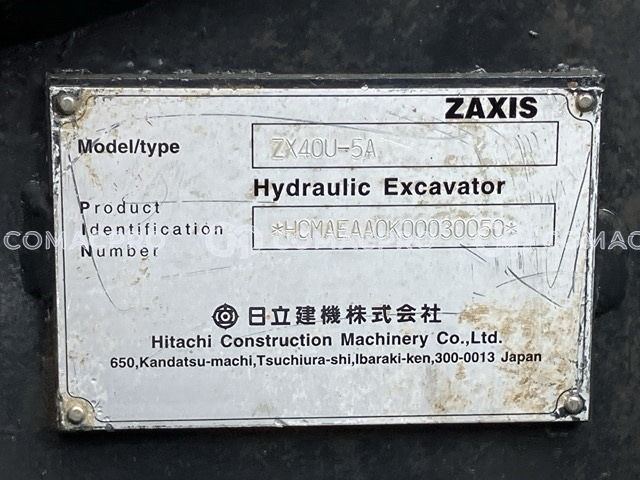 ZAXIS
Model/type ZX40U-5A
Hydraulic Excavator
Product
Identification *HCMAEAA0K00030050*
Number
日立建機株式会社
Hitachi Construction Machinery Co.,Ltd.
650,Kandatsu-machi,Tsuchiura-shi,Ibaraki-ken,300-0013 Japan